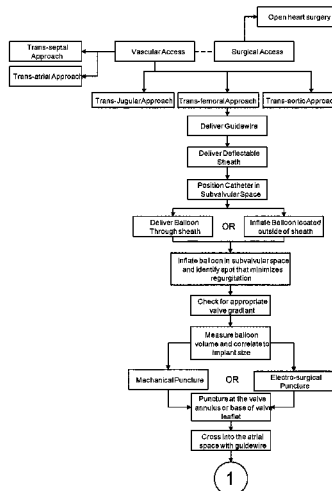 Open heart surgery
Trans-septal
Approach
Vascular Access
Surgical Access
Trans-atrial Approach
Trans-Jugular Approach
Trans-femoral Approach
Trans-aortic Approach
Deliver Guidewire
Deliver Deflectable
Sheath
Position Catheter in
Subvalvular Space
Deliver Balloon
Through sheath
OR
Inflate Balloon located
outside of sheath
Inflate balloon in subvalvular space
and identify spot that minimizes
regurgitation
Check for appropriate
valve gradiant
Measure balloon
volume and correlate to
implant size
Mechanical Puncture
OR
Electro-surgical
Puncture
Puncture at the valve
annulus or base of valve
leaflet
Cross into the atrial
space with guidewire
1